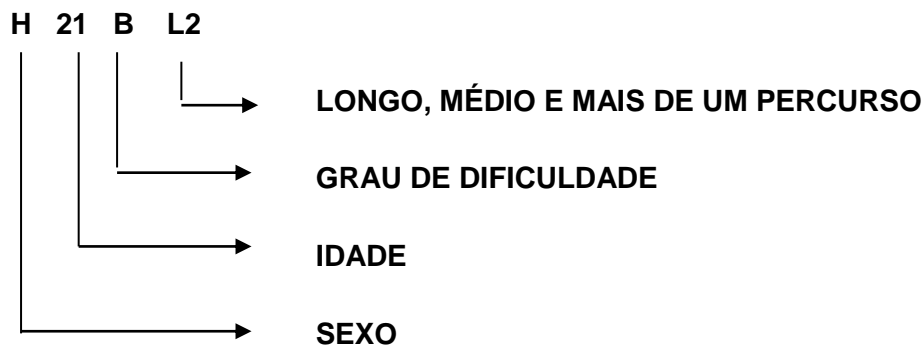 H 21 B L2
LONGO, MÉDIO E MAIS DE UM PERCURSO
GRAU DE DIFICULDADE
IDADE
SEXO